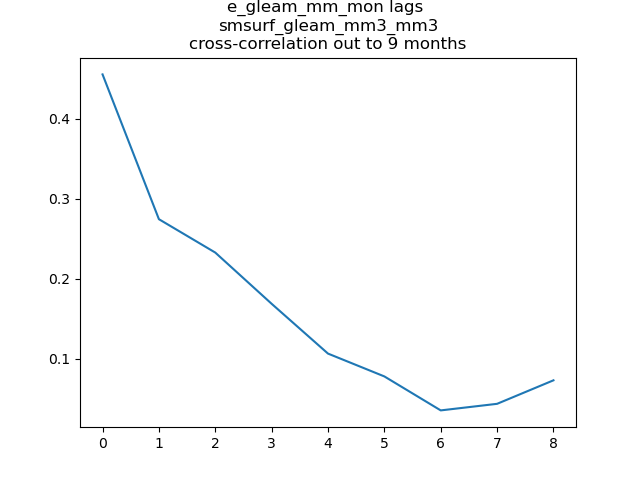 e_gleam_mm_mon lags
smsurf_gleam_mm3_mm3
cross-correlation out to 9 months
0.4
0.3
0.2
0.1
0 1 2 3 4 5 6 7 8